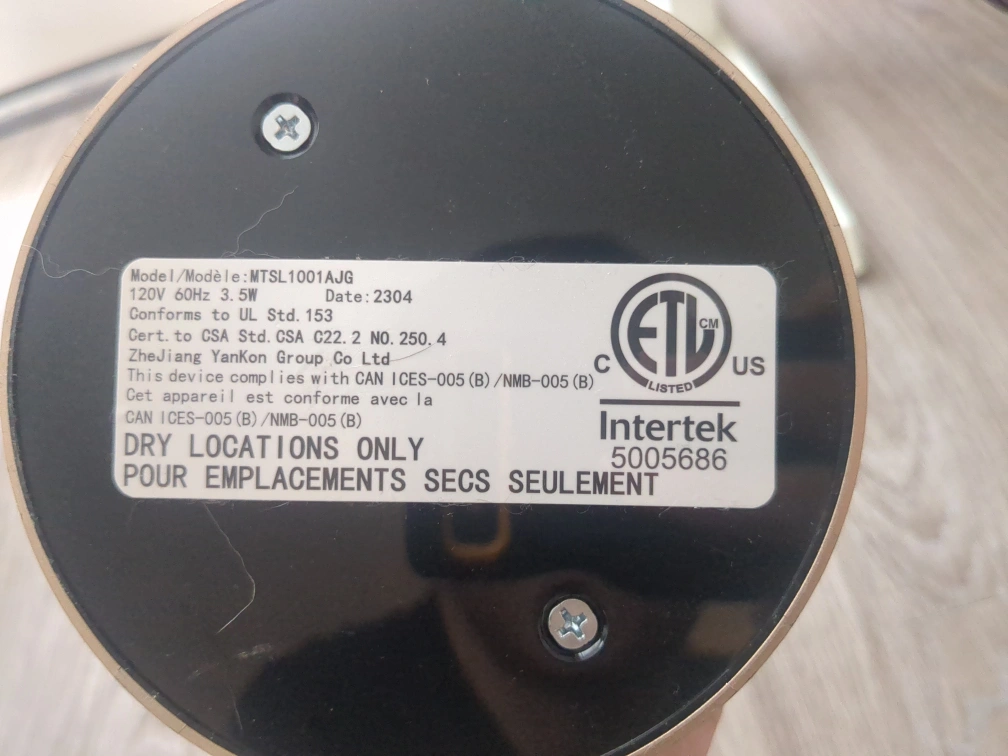 Model/Modèle:MTSL1001AJG
120V 60Hz 3.5W Date:2304
Conforms to UL Std.153
Cert.to CSA Std.CSA C22.2 NO.250.4
ZheJiang YanKon Group Co Ltd
This device complies with CAN ICES-005(B)/NMB-005(B)
Cet appareil est conforme avec la
CAN ICES-005(B)/NMB-005(B)
DRY LOCATIONS ONLY
POUR EMPLACEMENTS SECS SEULEMENT
ETL CM
C US
LISTED
Intertek
5005686